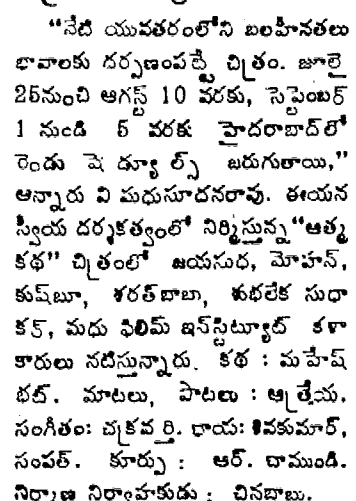 “నేటి యువతరంలోని బలహీనతలు
భావాలకు దర్పణంపట్టే చిత్రం. జూలై
25నుంచి ఆగస్ట్ 10 వరకు, సెప్టెంబర్
1 నుండి 5 వరకు హైదరాబాద్‌లో
రెండు షె డ్యూ ల్స్ జరుగుతాయి,”
అన్నారు వి మధుసూదనరావు. ఈయన
స్వీయ దర్శకత్వంలో నిర్మిస్తున్న “ఆత్మ
కథ” చిత్రంలో జయసుధ, మోహన్,
కుష్‌బూ, శరత్‌బాబు, శుభలేక సుధా
కర్, మధు ఫిలిమ్ ఇన్‌స్టిట్యూట్ కళా
కారులు నటిస్తున్నారు. కథ : మహేష్
భట్. మాటలు, పాటలు : ఆత్రేయ.
సంగీతం: చక్రవర్తి. ఛాయ: శివకుమార్,
సంపత్. కూర్పు : ఆర్. చాముండి.
నిర్మాణ నిర్వాహకుడు : చినబాబు.